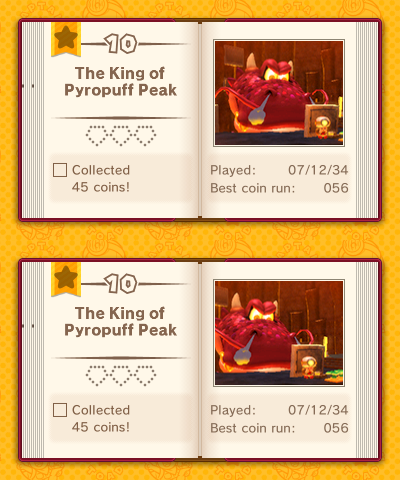 10
The King of
Pyropuff Peak
Collected
45 coins!
Played: 07/12/34
Best coin run: 056
10
The King of
Pyropuff Peak
Collected
45 coins!
Played: 07/12/34
Best coin run: 056